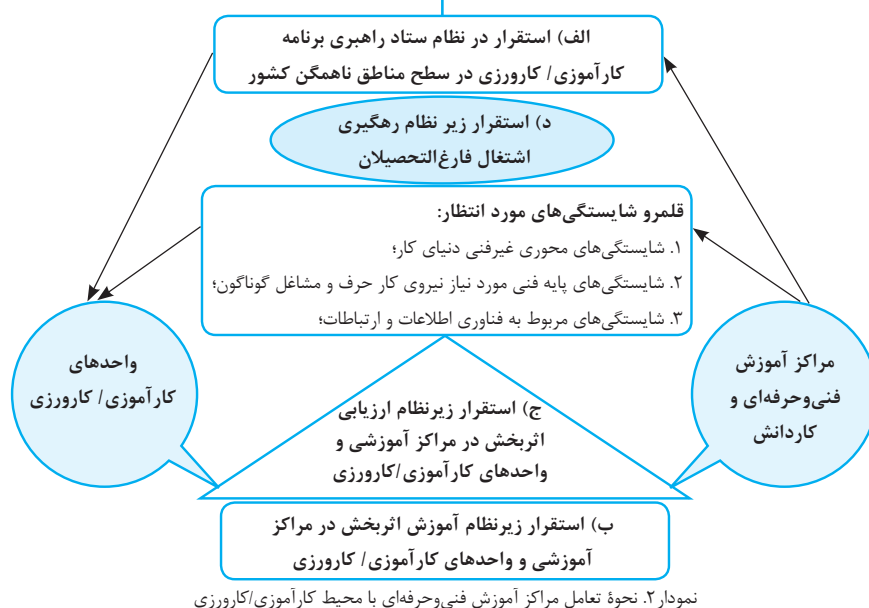 الف) استقرار در نظام ستاد راهبری برنامه
کارآموزی/ کارورزی در سطح مناطق ناهمگن کشور
د) استقرار زیر نظام رهگیری
اشتغال فارغ‌التحصیلان
قلمرو شایستگی‌های مورد انتظار:
۱. شایستگی‌های محوری غیرفنی دنیای کار؛
۲. شایستگی‌های پایه فنی مورد نیاز نیروی کار حرف و مشاغل گوناگون؛
۳. شایستگی‌های مربوط به فناوری اطلاعات و ارتباطات؛
مراکز آموزش
فنی‌وحرفه‌ای و
کاردانش
واحدهای
کارآموزی/ کارورزی
ج) استقرار زیرنظام ارزیابی
اثربخش در مراکز آموزشی و
واحدهای کارآموزی/کارورزی
ب) استقرار زیرنظام آموزش اثربخش در مراکز
آموزشی و واحدهای کارآموزی/ کارورزی
نمودار۲. نحوۀ تعامل مراکز آموزش فنی‌وحرفه‌ای با محیط کارآموزی/کارورزی